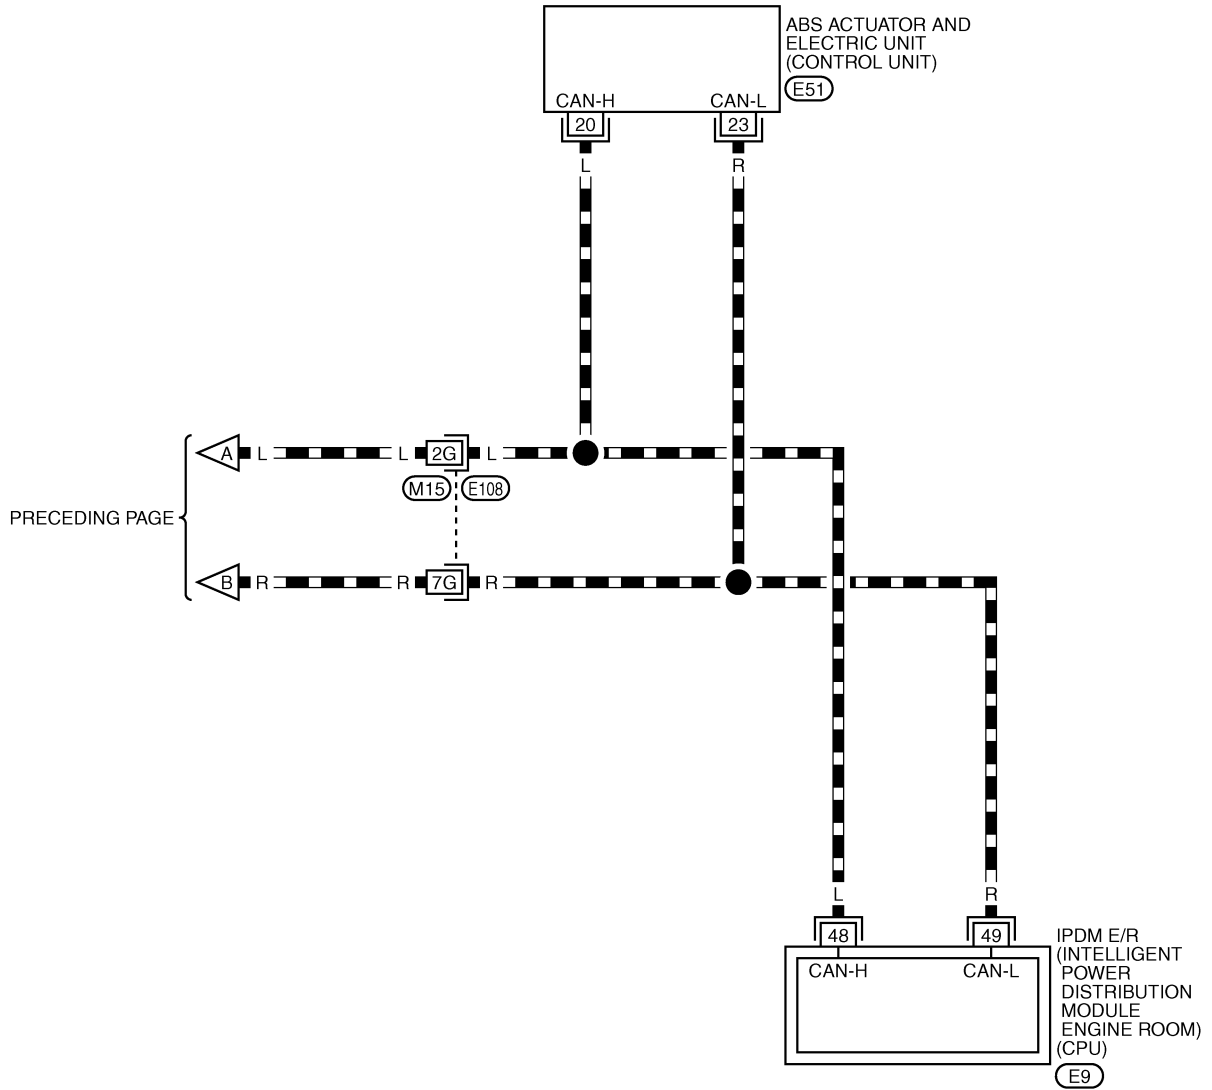 ABS ACTUATOR AND
ELECTRIC UNIT
(CONTROL UNIT)
E51
CAN-H CAN-L
20 23
L R
A L L 2G L
M15 E108
PRECEDING PAGE
B R R 7G R
L R
48 49
CAN-H CAN-L
IPDM E/R
(INTELLIGENT
POWER
DISTRIBUTION
MODULE
ENGINE ROOM)
(CPU)
E9